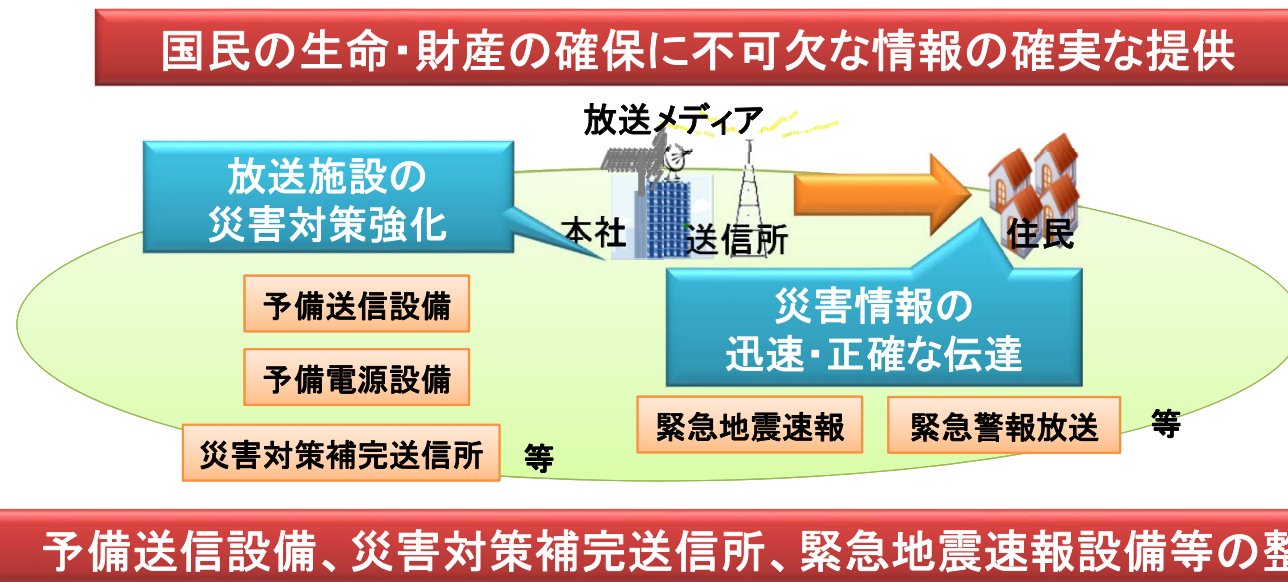 国民の生命・財産の確保に不可欠な情報の確実な提供
放送メディア
放送施設の
災害対策強化
本社
送信所
住民
予備送信設備
予備電源設備
災害対策補完送信所
等
災害情報の
迅速・正確な伝達
緊急地震速報
緊急警報放送
等
予備送信設備、災害対策補完送信所、緊急地震速報設備等の整